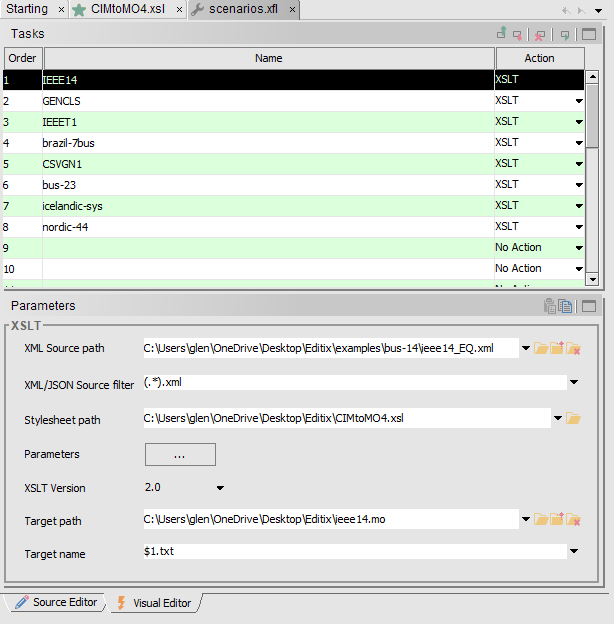 Starting × CIMtoMO4.xsl × scenarios.xfl ×
Tasks
Order Name Action
1 IEEE14 XSLT
2 GENCLS XSLT
3 IEEET1 XSLT
4 brazil-7bus XSLT
5 CSVGN1 XSLT
6 bus-23 XSLT
7 icelandic-sys XSLT
8 nordic-44 XSLT
9 No Action
10 No Action
Parameters
XSLT
XML Source path C:\Users\glen\OneDrive\Desktop\Editix\examples\bus-14\ieee14_EQ.xml
XML/JSON Source filter (.*).xml
Stylesheet path C:\Users\glen\OneDrive\Desktop\Editix\CIMtoMO4.xsl
Parameters ...
XSLT Version 2.0
Target path C:\Users\glen\OneDrive\Desktop\Editix\ieee14.mo
Target name $1.txt
Source Editor Visual Editor